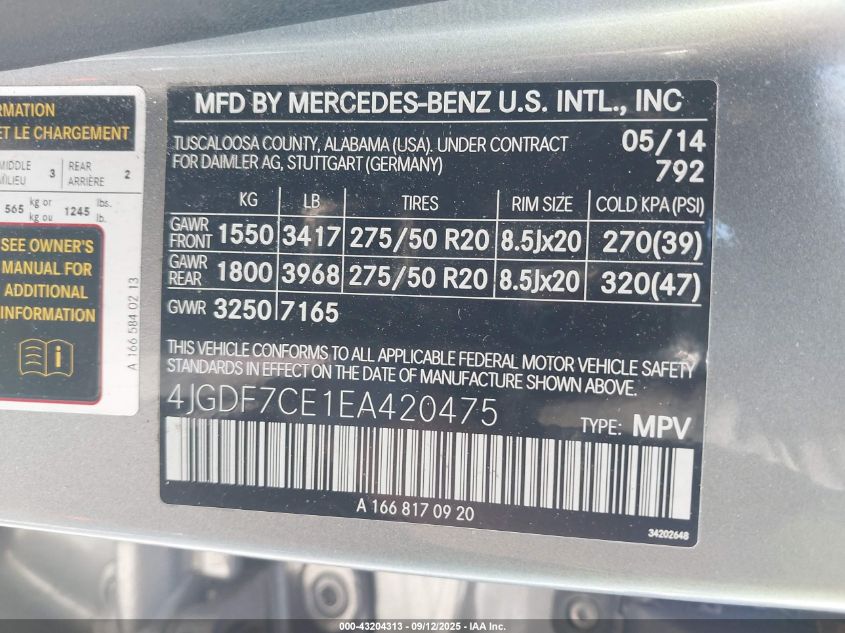 RMATION
ET LE CHARGEMENT
MIDDLE
MILIEU 3 REAR
ARRIÈRE 2
565 kg or
kg ou 1245 lbs.
lb.
SEE OWNER'S
MANUAL FOR
ADDITIONAL
INFORMATION
A 166 584 02 13
MFD BY MERCEDES-BENZ U.S. INTL., INC
TUSCALOOSA COUNTY, ALABAMA (USA). UNDER CONTRACT
FOR DAIMLER AG, STUTTGART (GERMANY)
05/14
792
KG LB TIRES RIM SIZE COLD KPA (PSI)
GAWR
FRONT 1550 3417 275/50 R20 8.5Jx20 270(39)
GAWR
REAR 1800 3968 275/50 R20 8.5Jx20 320(47)
GVWR 3250 7165
THIS VEHICLE CONFORMS TO ALL APPLICABLE FEDERAL MOTOR VEHICLE SAFETY
STANDARDS IN EFFECT ON THE DATE OF MANUFACTURE SHOWN ABOVE.
4JGDF7CE1EA420475
TYPE: MPV
A 166 817 09 20
34202648
000-43204313 - 09/12/2025 - IAA Inc.